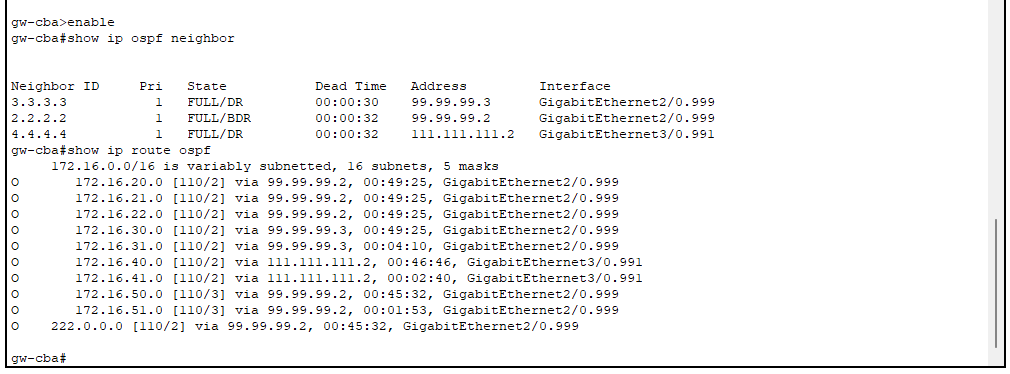 gw-cba>enable
gw-cba#show ip ospf neighbor
Neighbor ID     Pri   State           Dead Time   Address         Interface
3.3.3.3           1   FULL/DR         00:00:30    99.99.99.3      GigabitEthernet2/0.999
2.2.2.2           1   FULL/BDR        00:00:32    99.99.99.2      GigabitEthernet2/0.999
4.4.4.4           1   FULL/DR         00:00:32    111.111.111.2   GigabitEthernet3/0.991
gw-cba#show ip route ospf
     172.16.0.0/16 is variably subnetted, 16 subnets, 5 masks
O       172.16.20.0 [110/2] via 99.99.99.2, 00:49:25, GigabitEthernet2/0.999
O       172.16.21.0 [110/2] via 99.99.99.2, 00:49:25, GigabitEthernet2/0.999
O       172.16.22.0 [110/2] via 99.99.99.2, 00:49:25, GigabitEthernet2/0.999
O       172.16.30.0 [110/2] via 99.99.99.3, 00:49:25, GigabitEthernet2/0.999
O       172.16.31.0 [110/2] via 99.99.99.3, 00:04:10, GigabitEthernet2/0.999
O       172.16.40.0 [110/2] via 111.111.111.2, 00:46:46, GigabitEthernet3/0.991
O       172.16.41.0 [110/2] via 111.111.111.2, 00:02:40, GigabitEthernet3/0.991
O       172.16.50.0 [110/3] via 99.99.99.2, 00:45:32, GigabitEthernet2/0.999
O       172.16.51.0 [110/3] via 99.99.99.2, 00:01:53, GigabitEthernet2/0.999
O    222.0.0.0 [110/2] via 99.99.99.2, 00:45:32, GigabitEthernet2/0.999
gw-cba#